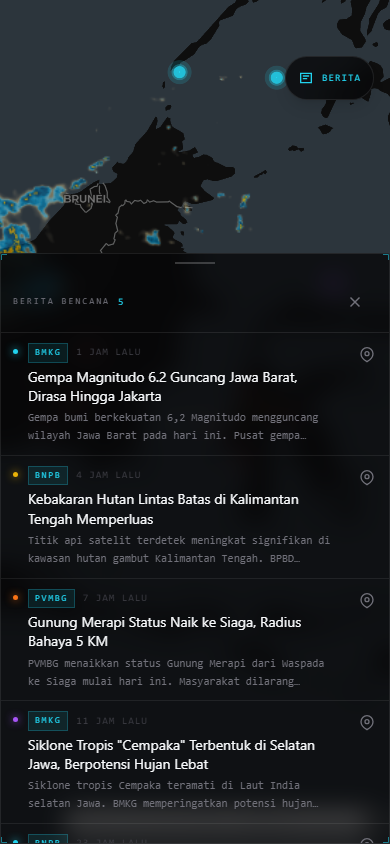 BERITA
BRUNEI
BERITA BENCANA 5
BMKG 1 JAM LALU
Gempa Magnitudo 6.2 Guncang Jawa Barat,
Dirasa Hingga Jakarta
Gempa bumi berkekuatan 6,2 Magnitudo mengguncang
wilayah Jawa Barat pada hari ini. Pusat gempa…
BNPB 4 JAM LALU
Kebakaran Hutan Lintas Batas di Kalimantan
Tengah Memperluas
Titik api satelit terdetek meningkat signifikan di
kawasan hutan gambut Kalimantan Tengah. BPBD…
PVMBG 7 JAM LALU
Gunung Merapi Status Naik ke Siaga, Radius
Bahaya 5 KM
PVMBG menaikkan status Gunung Merapi dari Waspada
ke Siaga mulai hari ini. Masyarakat dilarang…
BMKG 11 JAM LALU
Siklone Tropis "Cempaka" Terbentuk di Selatan
Jawa, Berpotensi Hujan Lebat
Siklone tropis Cempaka teramati di Laut India
selatan Jawa. BMKG memperingatkan potensi hujan…
BNPB